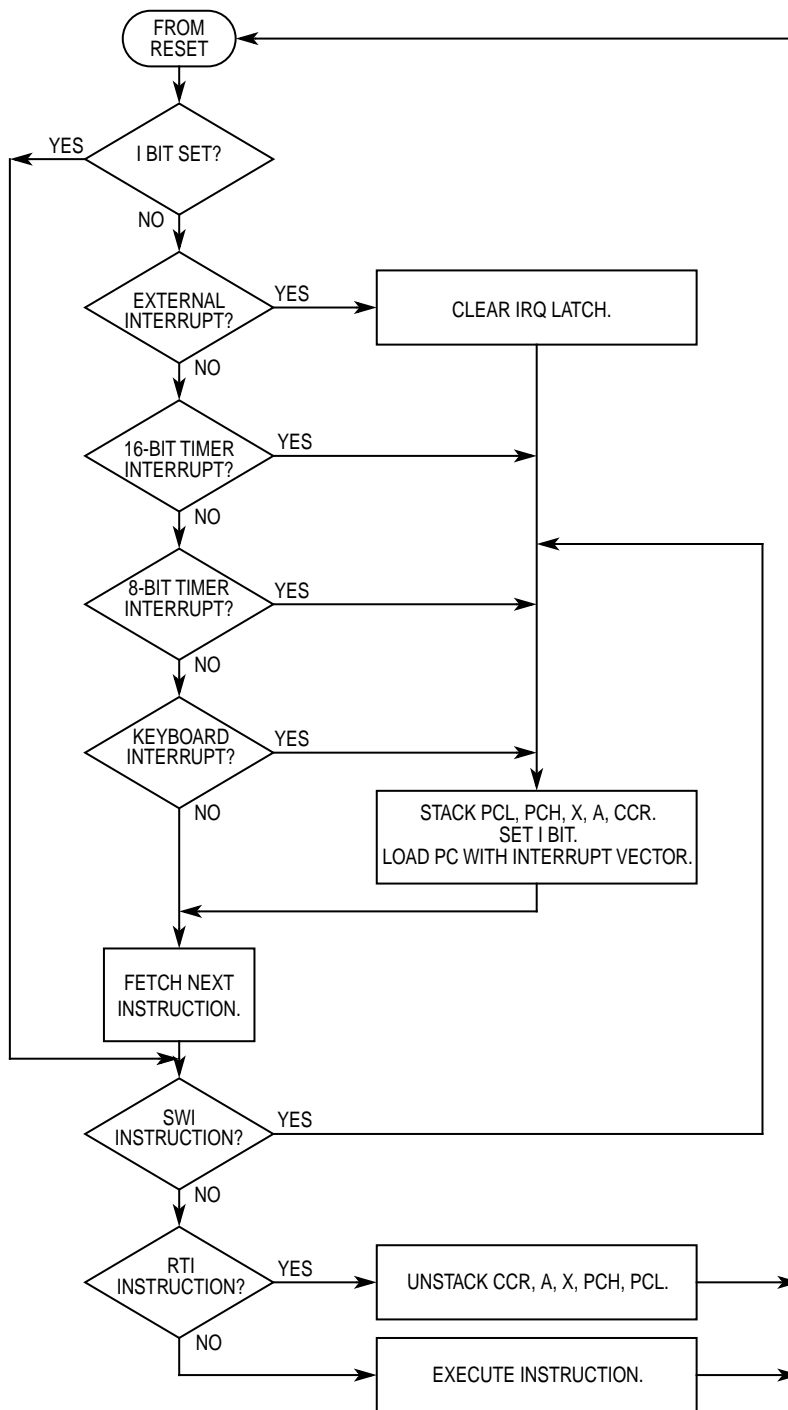 FROM
RESET
YES
I BIT SET?
NO
EXTERNAL
INTERRUPT?
YES
CLEAR IRQ LATCH.
NO
16-BIT TIMER
INTERRUPT?
YES
NO
8-BIT TIMER
INTERRUPT?
YES
NO
KEYBOARD
INTERRUPT?
YES
NO
STACK PCL, PCH, X, A, CCR.
SET I BIT.
LOAD PC WITH INTERRUPT VECTOR.
FETCH NEXT
INSTRUCTION.
SWI
INSTRUCTION?
YES
NO
RTI
INSTRUCTION?
YES
UNSTACK CCR, A, X, PCH, PCL.
NO
EXECUTE INSTRUCTION.